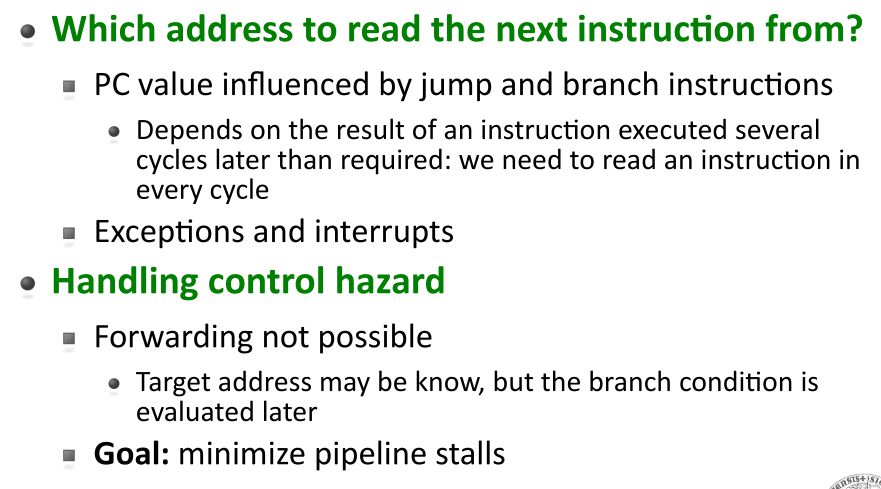 Which address to read the next instruction from?
PC value influenced by jump and branch instructions
Depends on the result of an instruction executed several
cycles later than required: we need to read an instruction in
every cycle
Exceptions and interrupts
Handling control hazard
Forwarding not possible
Target address may be know, but the branch condition is
evaluated later
Goal: minimize pipeline stalls